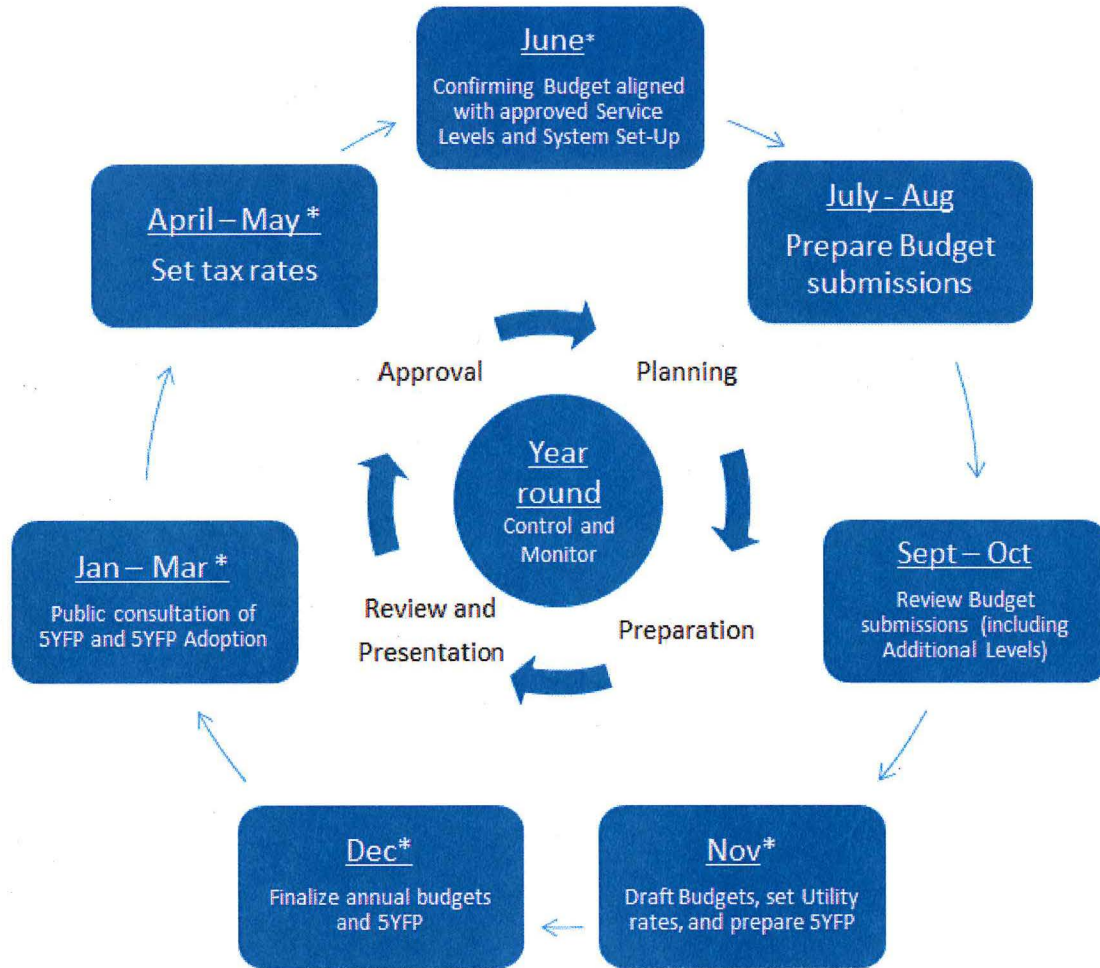 June*
Confirming Budget aligned
with approved Service
Levels and System Set-Up
July - Aug
Prepare Budget
submissions
Sept – Oct
Review Budget
submissions (including
Additional Levels)
Nov*
Draft Budgets, set Utility
rates, and prepare 5YFP
Dec*
Finalize annual budgets
and 5YFP
Jan – Mar *
Public consultation of
5YFP and 5YFP Adoption
April – May *
Set tax rates
Approval
Planning
Preparation
Review and
Presentation
Year
round
Control and
Monitor